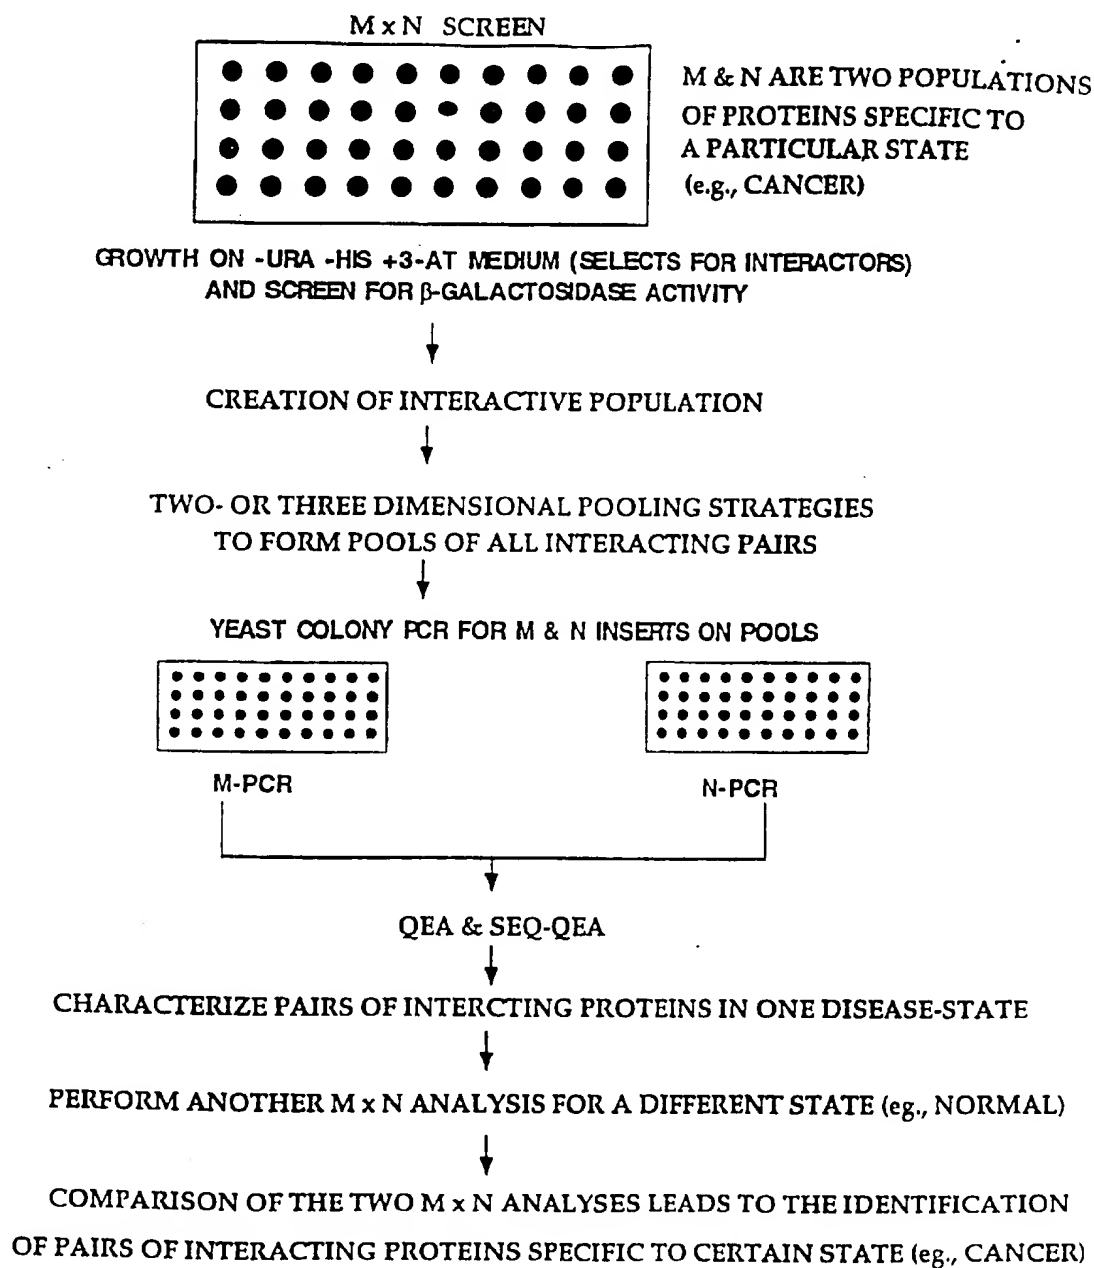 M x N SCREEN
M & N ARE TWO POPULATIONS
OF PROTEINS SPECIFIC TO
A PARTICULAR STATE
(e.g., CANCER)
GROWTH ON -URA -HIS +3-AT MEDIUM (SELECTS FOR INTERACTORS)
AND SCREEN FOR β-GALACTOSIDASE ACTIVITY
CREATION OF INTERACTIVE POPULATION
TWO- OR THREE DIMENSIONAL POOLING STRATEGIES
TO FORM POOLS OF ALL INTERACTING PAIRS
YEAST COLONY PCR FOR M & N INSERTS ON POOLS
M-PCR
N-PCR
QEA & SEQ-QEA
CHARACTERIZE PAIRS OF INTERCTING PROTEINS IN ONE DISEASE-STATE
PERFORM ANOTHER M x N ANALYSIS FOR A DIFFERENT STATE (eg., NORMAL)
COMPARISON OF THE TWO M x N ANALYSES LEADS TO THE IDENTIFICATION
OF PAIRS OF INTERACTING PROTEINS SPECIFIC TO CERTAIN STATE (eg., CANCER)